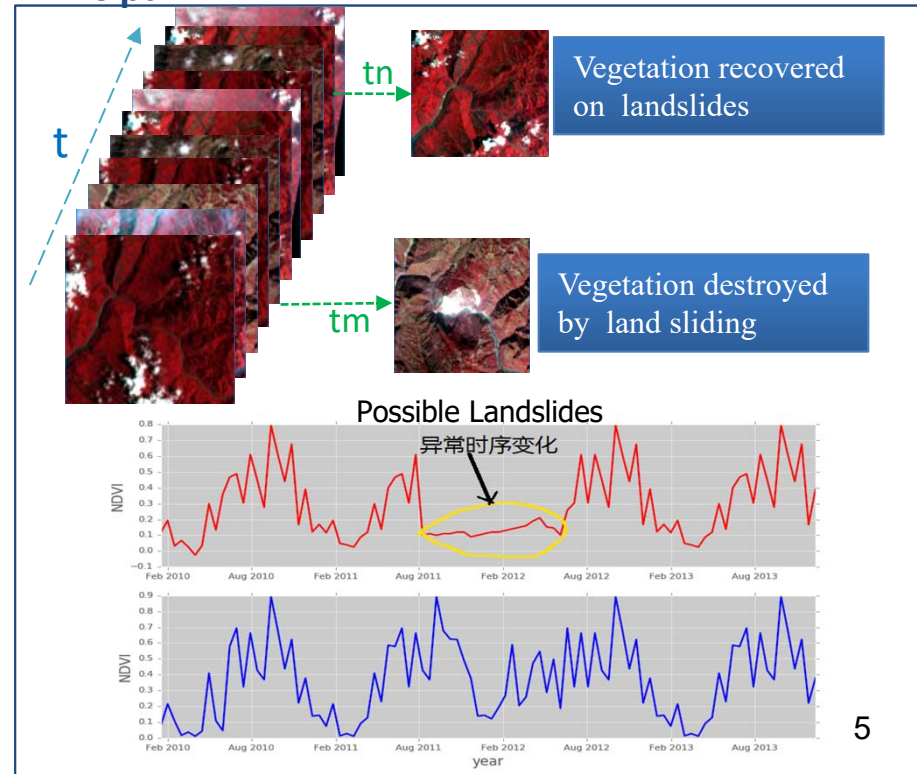 t
tn
Vegetation recovered
on landslides
tm
Vegetation destroyed
by land sliding
Possible Landslides
异常时序变化
NDVI
0.8
0.7
0.6
0.5
0.4
0.3
0.2
0.1
0.0
−0.1
Feb 2010
Aug 2010
Feb 2011
Aug 2011
Feb 2012
Aug 2012
Feb 2013
Aug 2013
NDVI
0.9
0.8
0.7
0.6
0.5
0.4
0.3
0.2
0.1
0.0
Feb 2010
Aug 2010
Feb 2011
Aug 2011
Feb 2012
Aug 2012
Feb 2013
Aug 2013
year
5